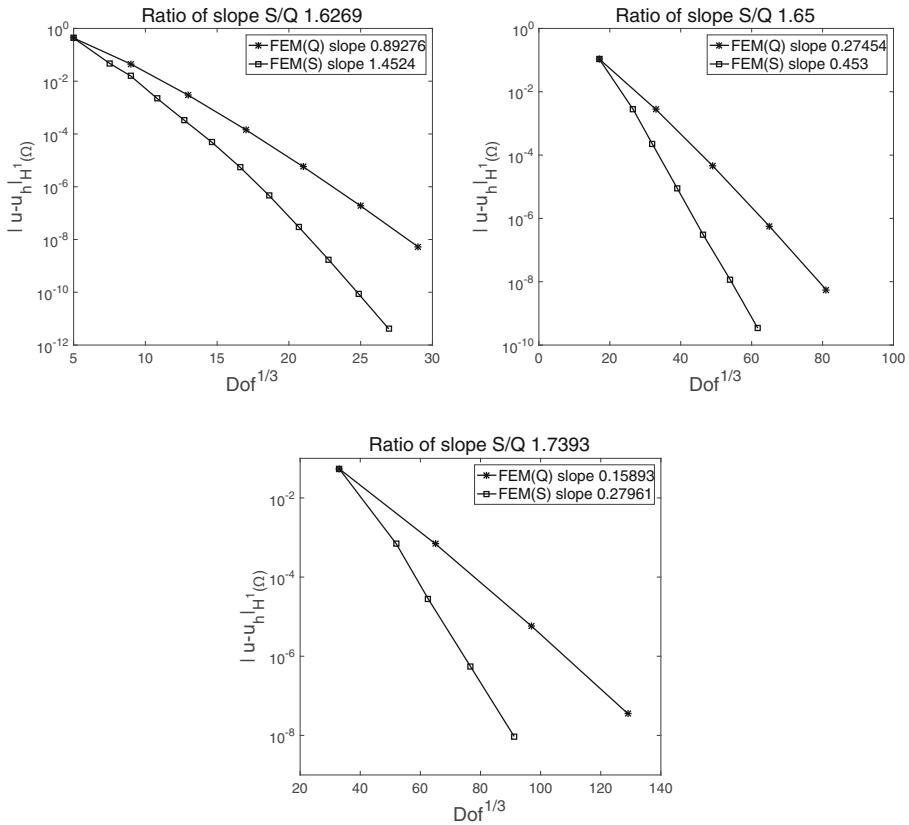 Ratio of slope S/Q 1.6269
FEM(Q) slope 0.89276
FEM(S) slope 1.4524
10^0
10^-2
10^-4
10^-6
10^-8
10^-10
10^-12
| u-u_h|_H^1(Ω)
5 10 15 20 25 30
Dof^1/3
Ratio of slope S/Q 1.65
FEM(Q) slope 0.27454
FEM(S) slope 0.453
10^0
10^-2
10^-4
10^-6
10^-8
10^-10
| u-u_h|_H^1(Ω)
0 20 40 60 80 100
Dof^1/3
Ratio of slope S/Q 1.7393
FEM(Q) slope 0.15893
FEM(S) slope 0.27961
10^-2
10^-4
10^-6
10^-8
| u-u_h|_H^1(Ω)
20 40 60 80 100 120 140
Dof^1/3